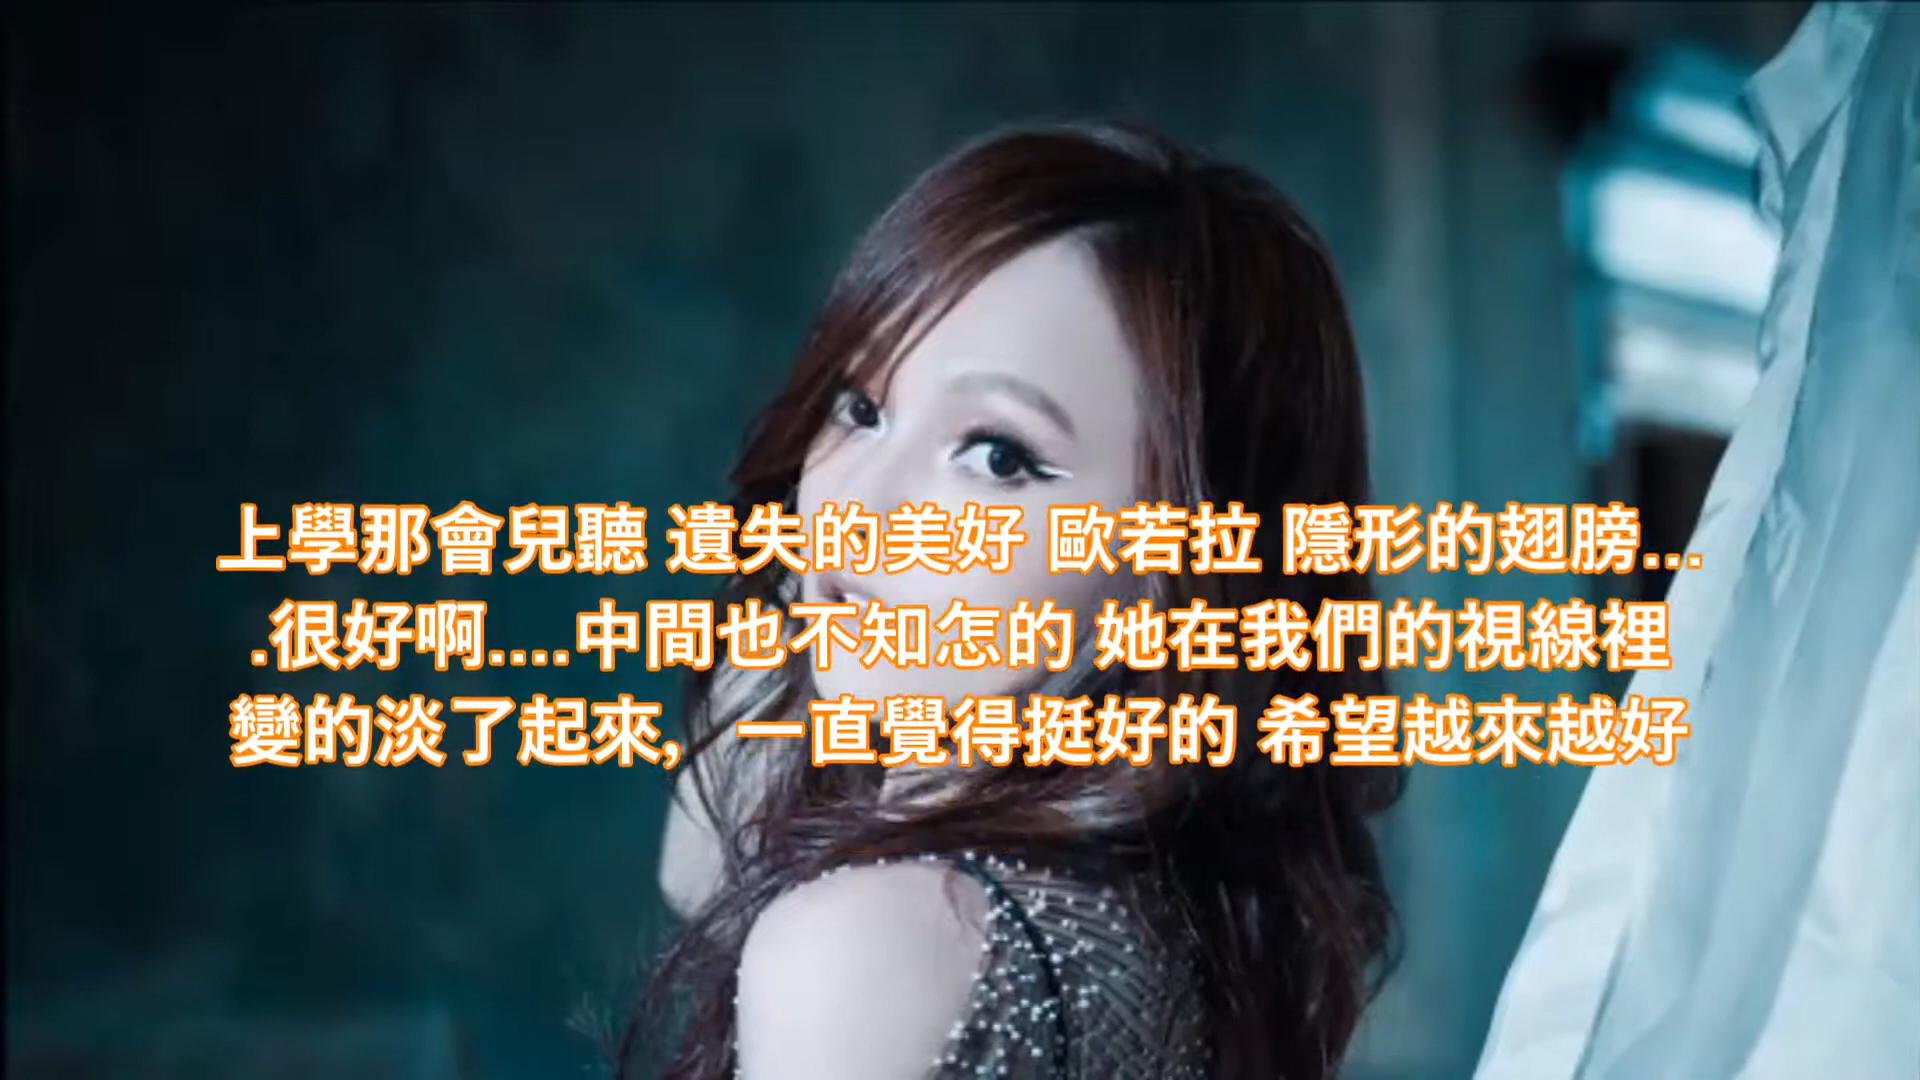 上學那會兒聽 遺失的美好 歐若拉 隱形的翅膀...
.很好啊....中間也不知怎的 她在我們的視線裡
變的淡了起來,　一直覺得挺好的 希望越來越好